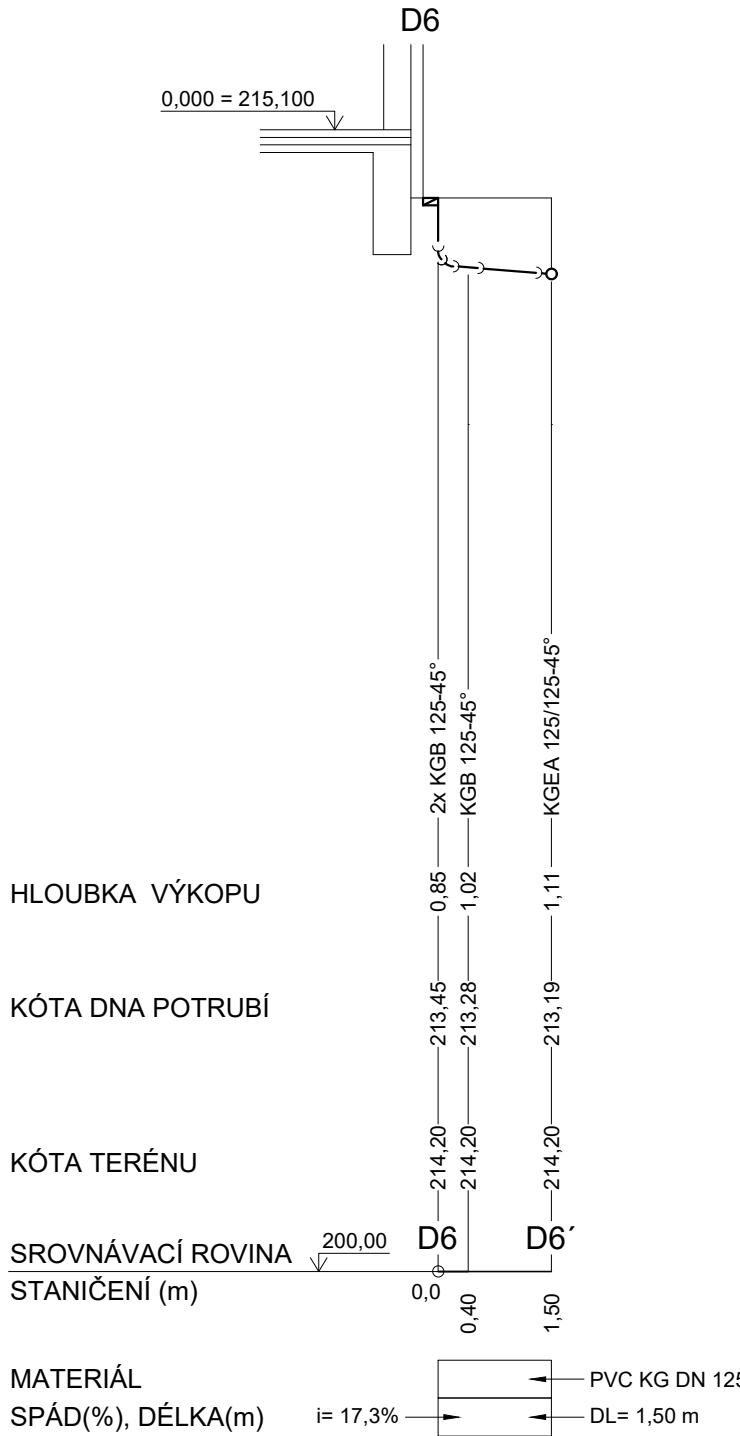 D6
0,000 = 215,100
2x KGB 125-45°
KGB 125-45°
KGEA 125/125-45°
HLOUBKA VÝKOPU
0,85
1,02
1,11
KÓTA DNA POTRUBÍ
213,45
213,28
213,19
KÓTA TERÉNU
214,20
214,20
214,20
SROVNÁVACÍ ROVINA
200,00
D6
D6´
STANIČENÍ (m)
0,0
0,40
1,50
MATERIÁL
PVC KG DN 125
SPÁD(%), DÉLKA(m)
i= 17,3%
DL= 1,50 m